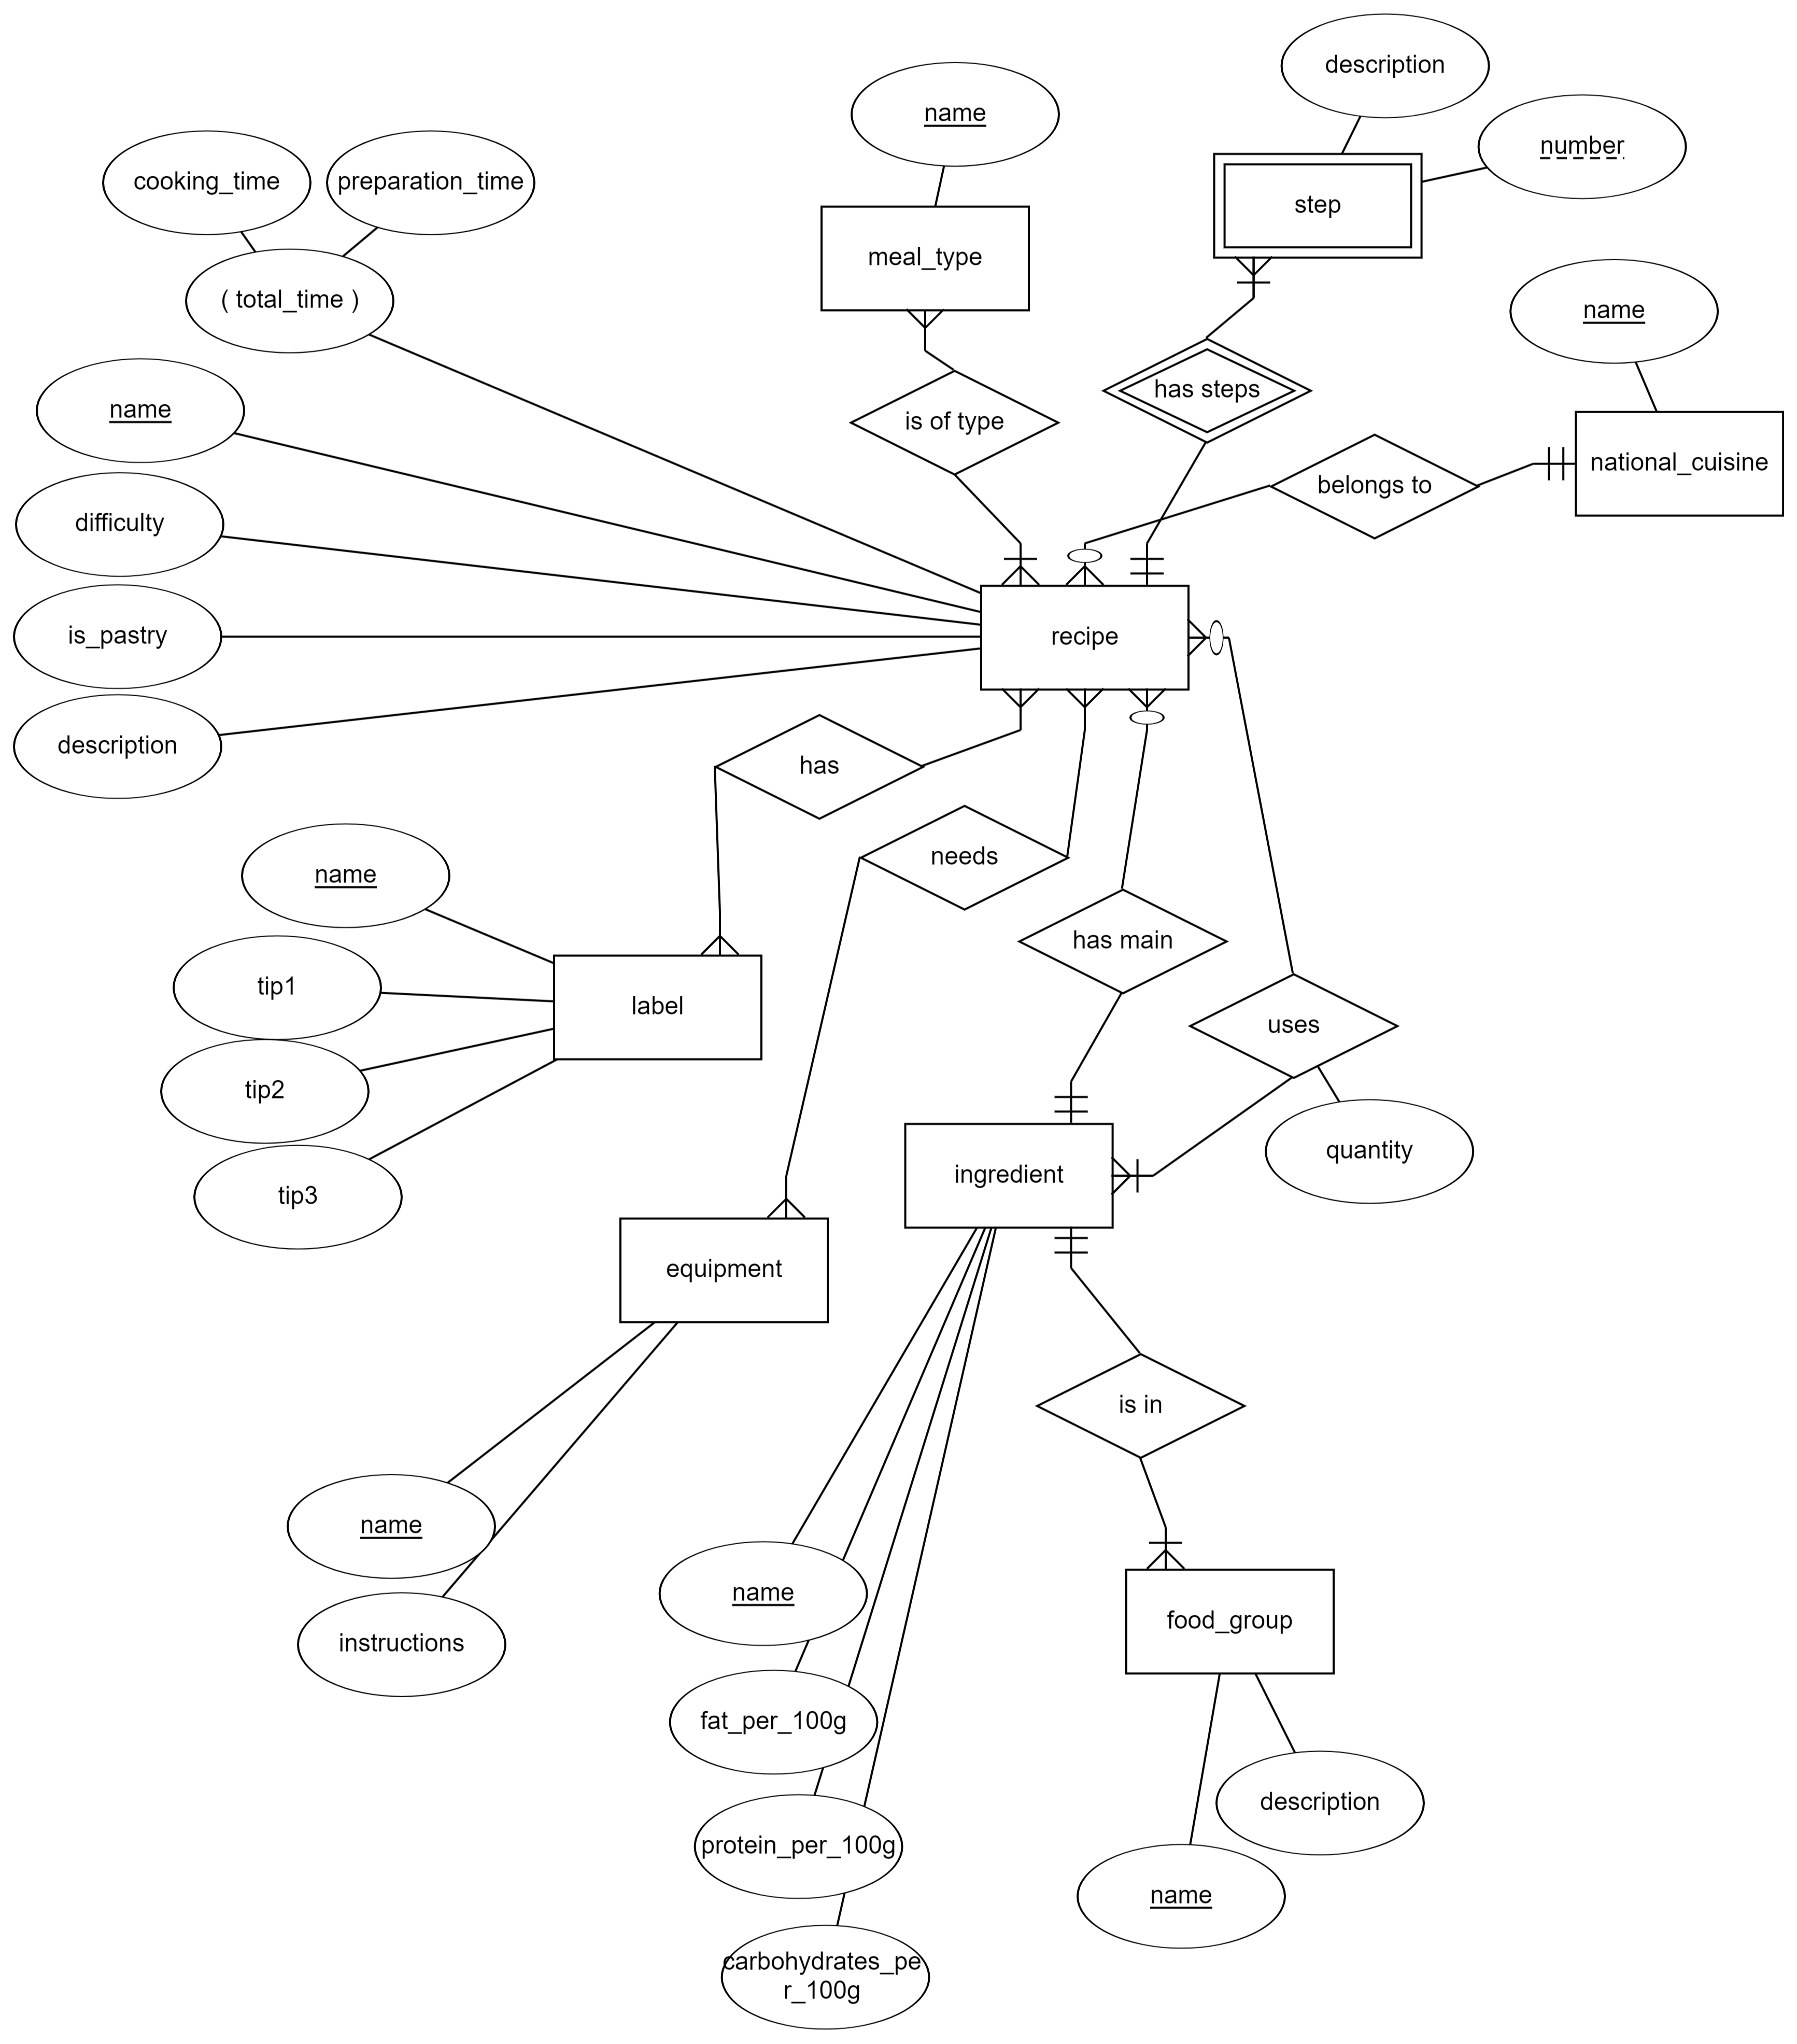 description
name
number
cooking_time
preparation_time
step
meal_type
( total_time )
name
name
has steps
is of type
national_cuisine
belongs to
difficulty
is_pastry
recipe
description
has
needs
name
has main
tip1
label
uses
tip2
quantity
ingredient
tip3
equipment
is in
name
name
food_group
instructions
fat_per_100g
description
protein_per_100g
name
carbohydrates_pe
r_100g